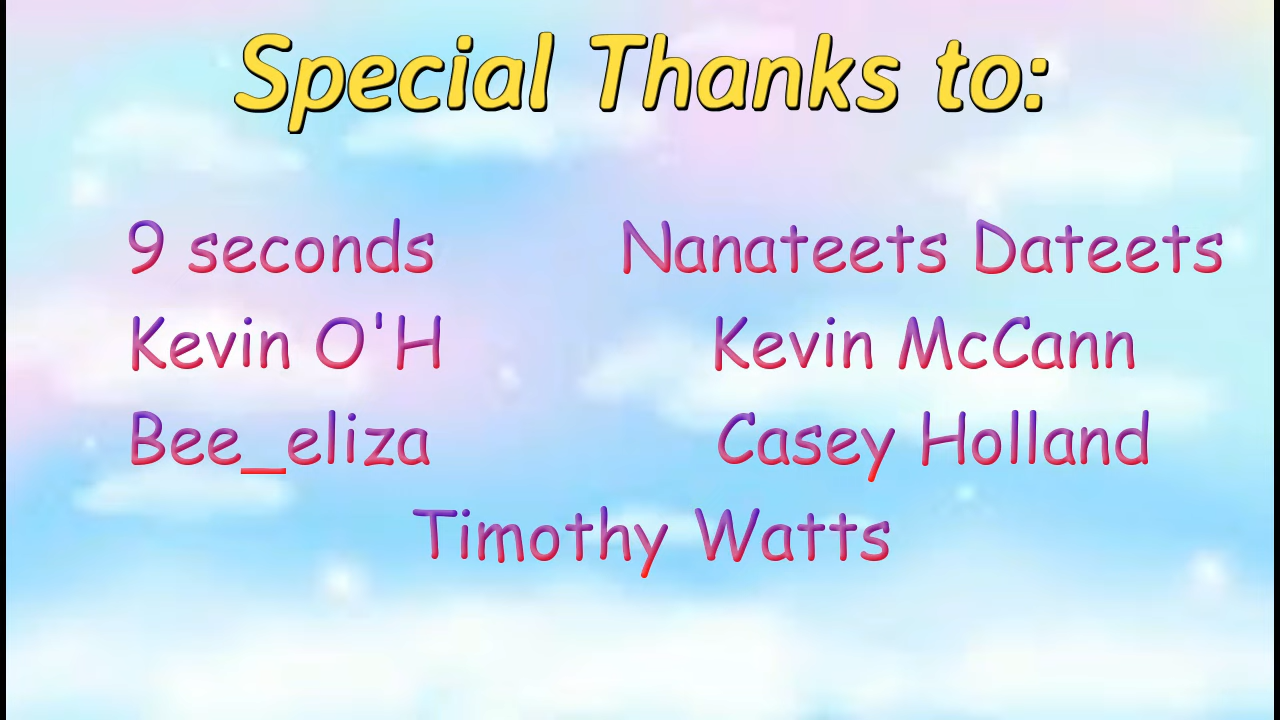 Special Thanks to:
9 seconds Nanateets Dateets
Kevin O'H Kevin McCann
Bee_eliza Casey Holland
Timothy Watts